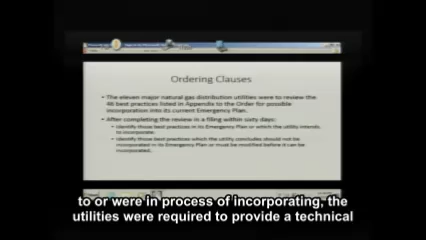 Ordering Clauses
• The eleven major natural gas distribution utilities were to review the
46 best practices listed in Appendix to the Order for possible
incorporation into its current Emergency Plan.
• After completing the review in a filing within sixty days:
• Identify those best practices in its Emergency Plan or which the utility intends
to incorporate.
• Identify those best practices which the utility concludes should not be
incorporated in its Emergency Plan or must be modified before it can be
incorporated.
to or were in process of incorporating, the
utilities were required to provide a technical